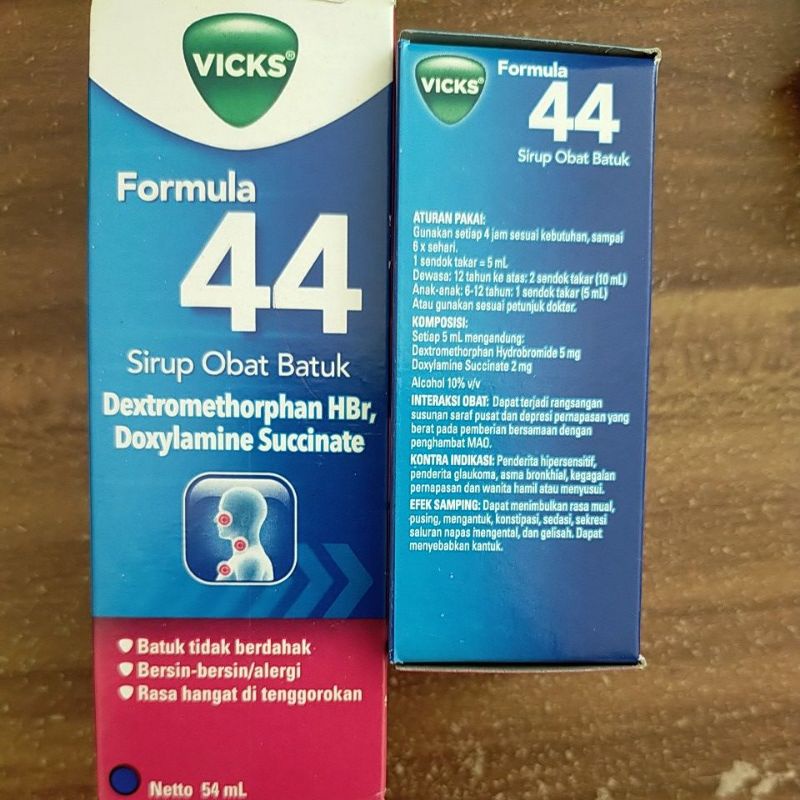 VICKS®
Formula
44
Sirup Obat Batuk
Dextromethorphan HBr,
Doxylamine Succinate
Batuk tidak berdahak
Bersin-bersin/alergi
Rasa hangat di tenggorokan
Netto 54 mL
VICKS®
Formula
44
Sirup Obat Batuk
ATURAN PAKAI:
Gunakan setiap 4 jam sesuai kebutuhan, sampai
6 x sehari.
1 sendok takar = 5 mL
Dewasa: 12 tahun ke atas: 2 sendok takar (10 mL)
Anak-anak: 6-12 tahun: 1 sendok takar (5 mL)
Atau gunakan sesuai petunjuk dokter.
KOMPOSISI:
Setiap 5 mL mengandung:
Dextromethorphan Hydrobromide 5 mg
Doxylamine Succinate 2 mg
Alcohol 10% v/v
INTERAKSI OBAT: Dapat terjadi rangsangan
susunan saraf pusat dan depresi pernapasan yang
berat pada pemberian bersamaan dengan
penghambat MAO.
KONTRA INDIKASI: Penderita hipersensitif,
penderita glaukoma, asma bronkhial, kegagalan
pernapasan dan wanita hamil atau menyusui.
EFEK SAMPING: Dapat menimbulkan rasa mual,
pusing, mengantuk, konstipasi, sedasi, sekresi
saluran napas mengental, dan gelisah. Dapat
menyebabkan kantuk.